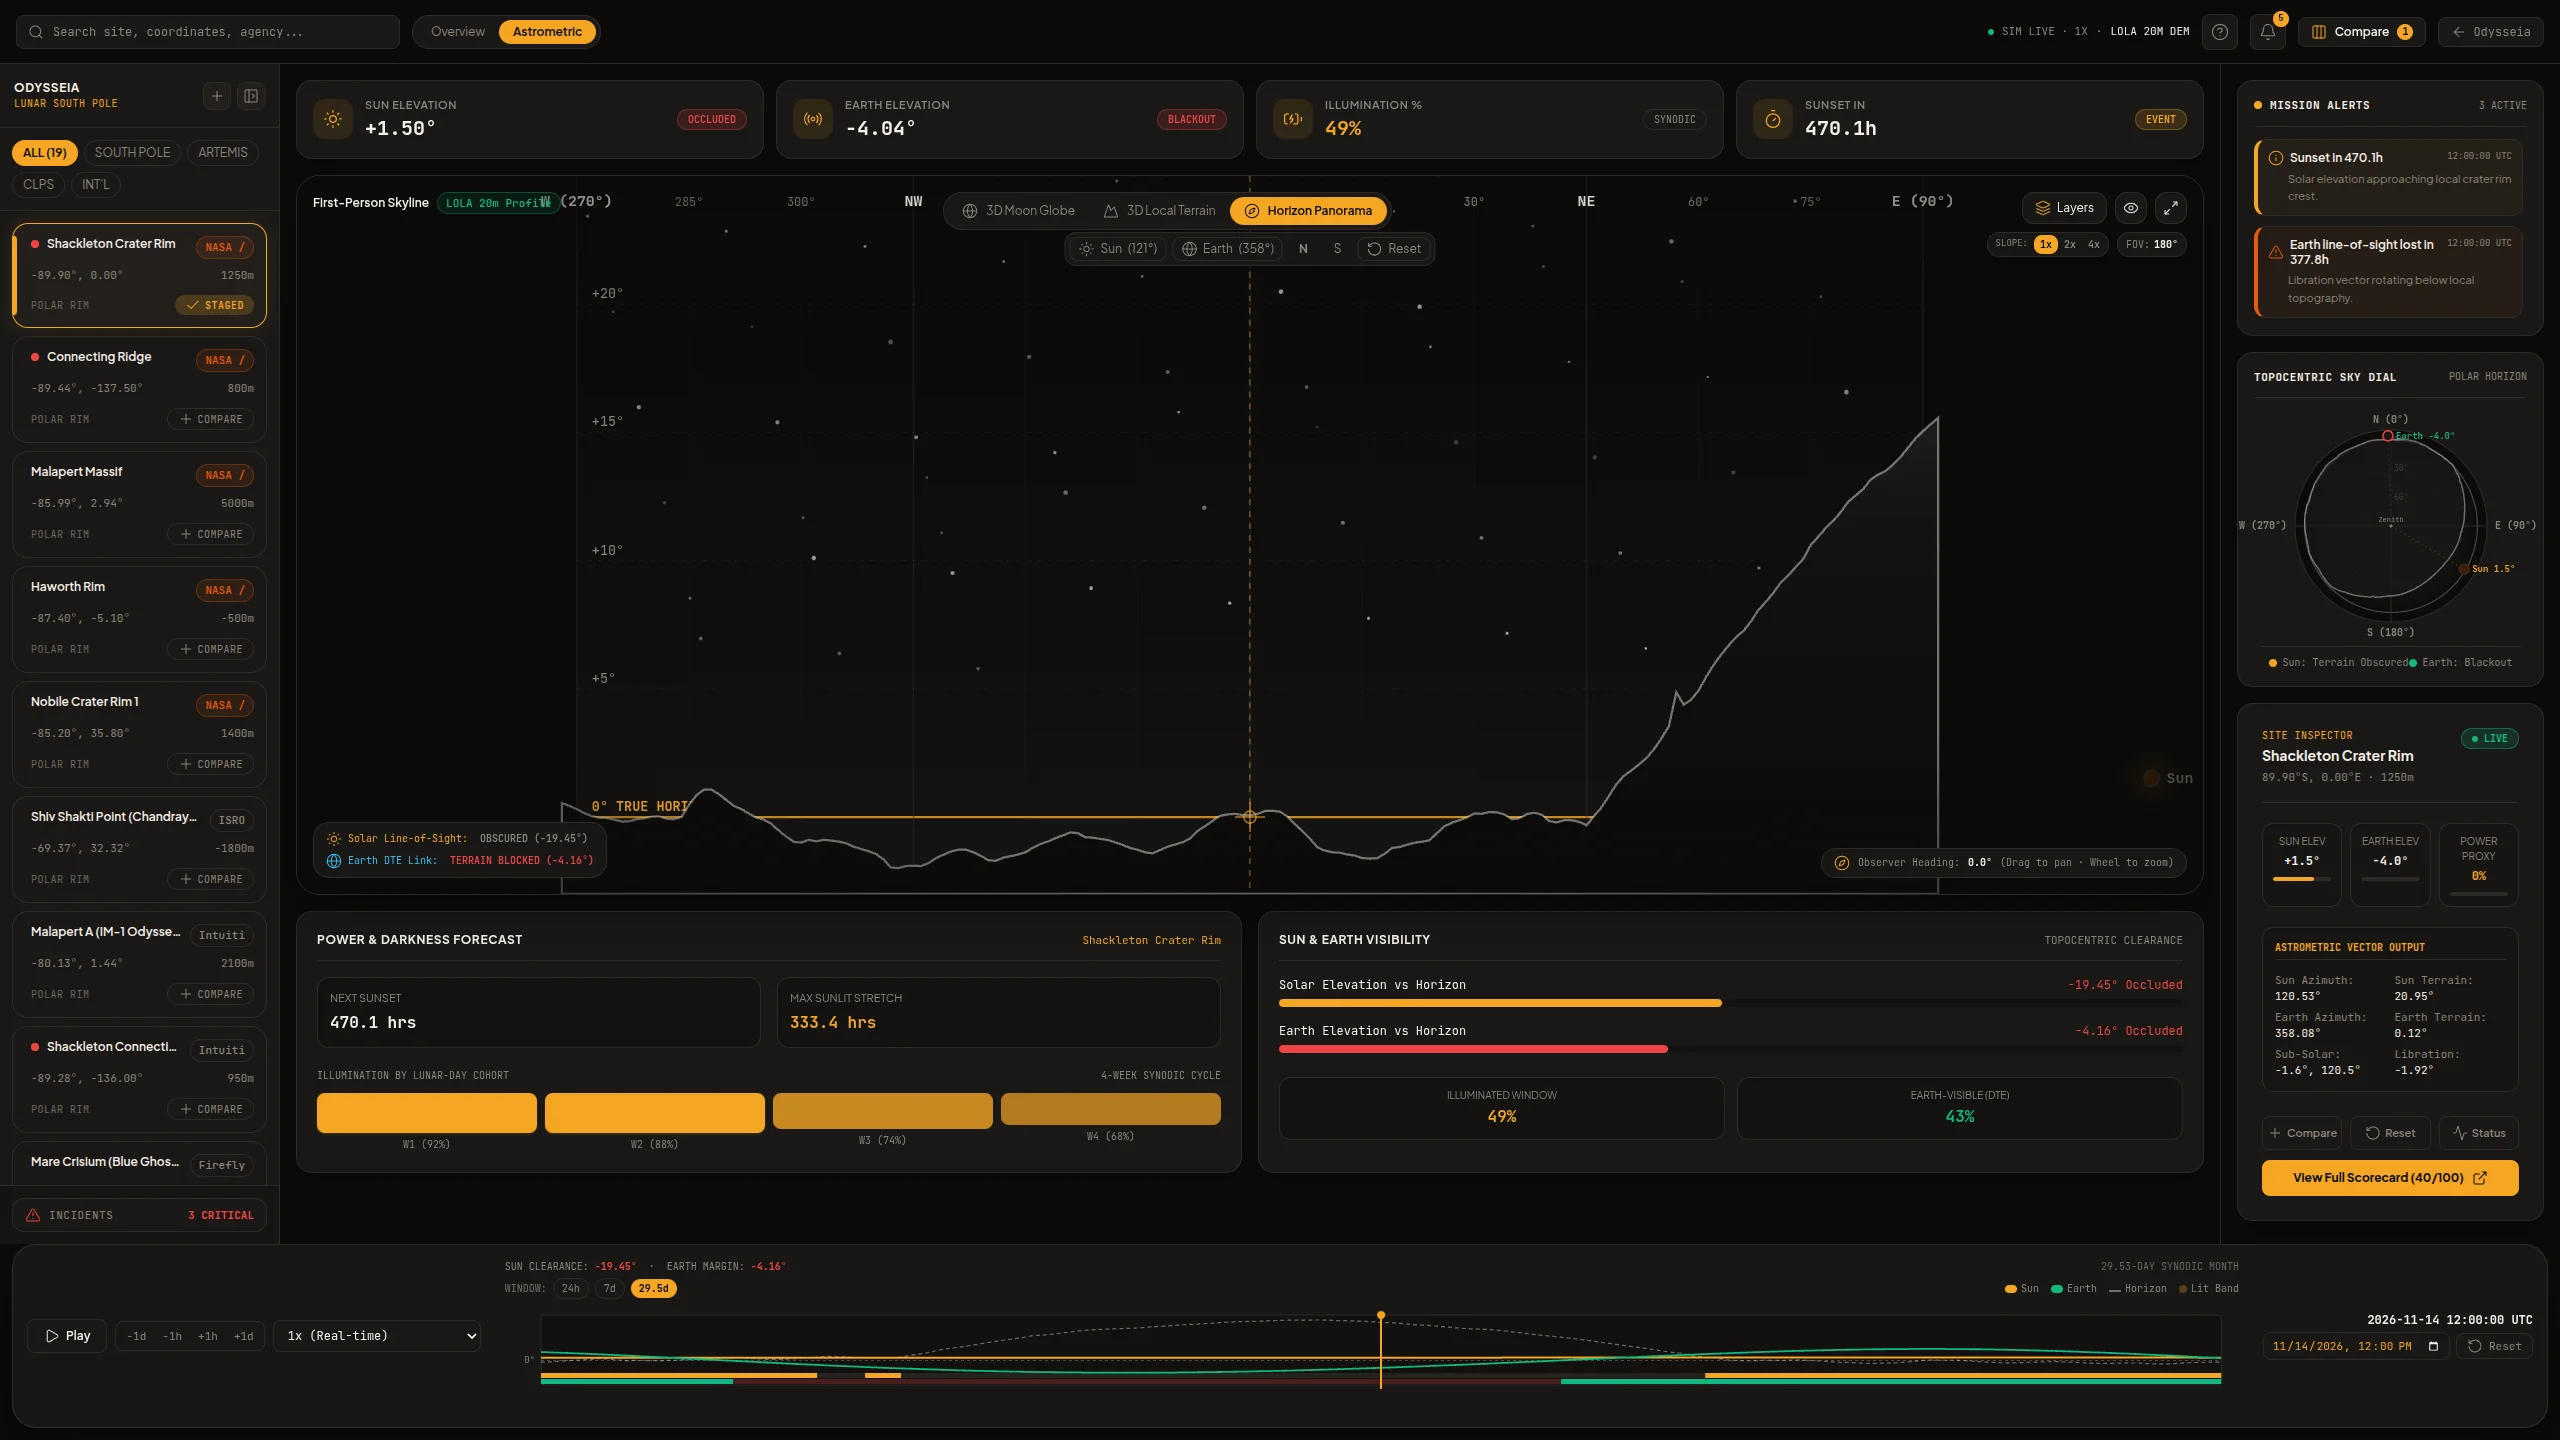 Search site, coordinates, agency...
Overview
Astrometric
SIM LIVE · 1X · LOLA 20M DEM
5
Compare 1
Odysseia
ODYSSEIA
LUNAR SOUTH POLE
ALL (19)
SOUTH POLE
ARTEMIS
CLPS
INT'L
Shackleton Crater Rim
NASA /
-89.90°, 0.00°
1250m
POLAR RIM
STAGED
Connecting Ridge
NASA /
-89.44°, -137.50°
800m
POLAR RIM
COMPARE
Malapert Massif
NASA /
-85.99°, 2.94°
5000m
POLAR RIM
COMPARE
Haworth Rim
NASA /
-87.40°, -5.10°
-500m
POLAR RIM
COMPARE
Nobile Crater Rim 1
NASA /
-85.20°, 35.80°
1400m
POLAR RIM
COMPARE
Shiv Shakti Point (Chandray...
ISRO
-69.37°, 32.32°
-1800m
POLAR RIM
COMPARE
Malapert A (IM-1 Odysse...
Intuiti
-80.13°, 1.44°
2100m
POLAR RIM
COMPARE
Shackleton Connecti...
Intuiti
-89.28°, -136.00°
950m
POLAR RIM
COMPARE
Mare Crisium (Blue Ghos...
Firefly
INCIDENTS
3 CRITICAL
SUN ELEVATION
+1.50°
OCCLUDED
EARTH ELEVATION
-4.04°
BLACKOUT
ILLUMINATION %
49%
SYNODIC
SUNSET IN
470.1h
EVENT
First-Person Skyline
LOLA 20m Profile
W (270°)
285°
300°
NW
3D Moon Globe
3D Local Terrain
Horizon Panorama
30°
NE
60°
75°
E (90°)
Layers
Sun (121°)
Earth (358°)
N
S
Reset
SLOPE: 1x 2x 4x
FOV: 180°
+20°
+15°
+10°
+5°
0° TRUE HORI
Sun
Solar Line-of-Sight: OBSCURED (-19.45°)
Earth DTE Link: TERRAIN BLOCKED (-4.16°)
Observer Heading: 0.0° (Drag to pan · Wheel to zoom)
POWER & DARKNESS FORECAST
Shackleton Crater Rim
NEXT SUNSET
470.1 hrs
MAX SUNLIT STRETCH
333.4 hrs
ILLUMINATION BY LUNAR-DAY COHORT
4-WEEK SYNODIC CYCLE
W1 (92%)
W2 (88%)
W3 (74%)
W4 (68%)
SUN & EARTH VISIBILITY
TOPOCENTRIC CLEARANCE
Solar Elevation vs Horizon
-19.45° Occluded
Earth Elevation vs Horizon
-4.16° Occluded
ILLUMINATED WINDOW
49%
EARTH-VISIBLE (DTE)
43%
MISSION ALERTS
3 ACTIVE
Sunset in 470.1h
12:00:00 UTC
Solar elevation approaching local crater rim
crest.
Earth line-of-sight lost in
377.8h
12:00:00 UTC
Libration vector rotating below local
topography.
TOPOCENTRIC SKY DIAL
POLAR HORIZON
N (0°)
Earth -4.0°
30°
60°
Zenith
W (270°)
E (90°)
Sun 1.5°
S (180°)
Sun: Terrain Obscured
Earth: Blackout
SITE INSPECTOR
LIVE
Shackleton Crater Rim
89.90°S, 0.00°E · 1250m
SUN ELEV
+1.5°
EARTH ELEV
-4.0°
POWER
PROXY
0%
ASTROMETRIC VECTOR OUTPUT
Sun Azimuth:
120.53°
Sun Terrain:
20.95°
Earth Azimuth:
358.08°
Earth Terrain:
0.12°
Sub-Solar:
-1.6°, 120.5°
Libration:
-1.92°
Compare
Reset
Status
View Full Scorecard (40/100)
SUN CLEARANCE: -19.45° · EARTH MARGIN: -4.16°
29.53-DAY SYNODIC MONTH
WINDOW: 24h 7d 29.5d
Sun
Earth
Horizon
Lit Band
Play
-1d -1h +1h +1d
1x (Real-time)
0°
2026-11-14 12:00:00 UTC
11/14/2026, 12:00 PM
Reset